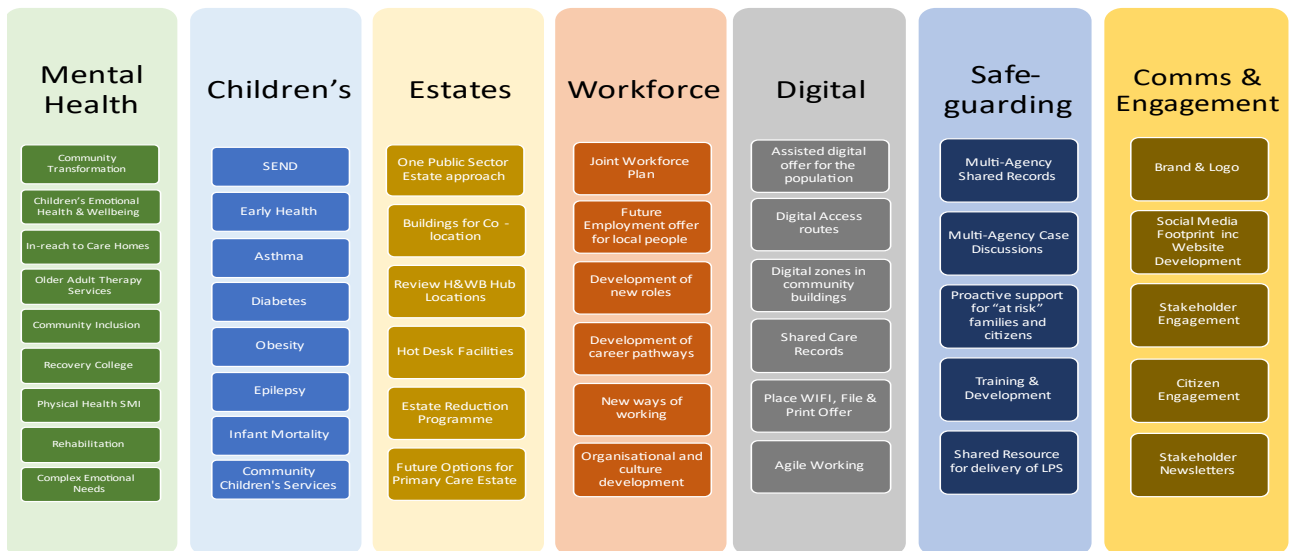 Mental
Health
Community
Transformation
Children's Emotional
Health & Wellbeing
In-reach to Care Homes
Older Adult Therapy
Services
Community Inclusion
Recovery College
Physical Health SMI
Rehabilitation
Complex Emotional
Needs
Children's
SEND
Early Health
Asthma
Diabetes
Obesity
Epilepsy
Infant Mortality
Community
Children's Services
Estates
One Public Sector
Estate approach
Buildings for Co -
location
Review H&WB Hub
Locations
Hot Desk Facilities
Estate Reduction
Programme
Future Options for
Primary Care Estate
Workforce
Joint Workforce
Plan
Future
Employment offer
for local people
Development of
new roles
Development of
career pathways
New ways of
working
Organisational and
culture
development
Digital
Assisted digital
offer for the
population
Digital Access
routes
Digital zones in
community
buildings
Shared Care
Records
Place WIFI, File &
Print Offer
Agile Working
Safe-
guarding
Multi-Agency
Shared Records
Multi-Agency Case
Discussions
Proactive support
for “at risk”
families and
citizens
Training &
Development
Shared Resource
for delivery of LPS
Comms &
Engagement
Brand & Logo
Social Media
Footprint inc
Website
Development
Stakeholder
Engagement
Citizen
Engagement
Stakeholder
Newsletters